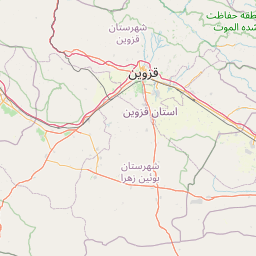 منطقه حفاظت
شده الموت
شهرستان
قزوین
قزوین
استان قزوین
شهرستان
بوئین زهرا